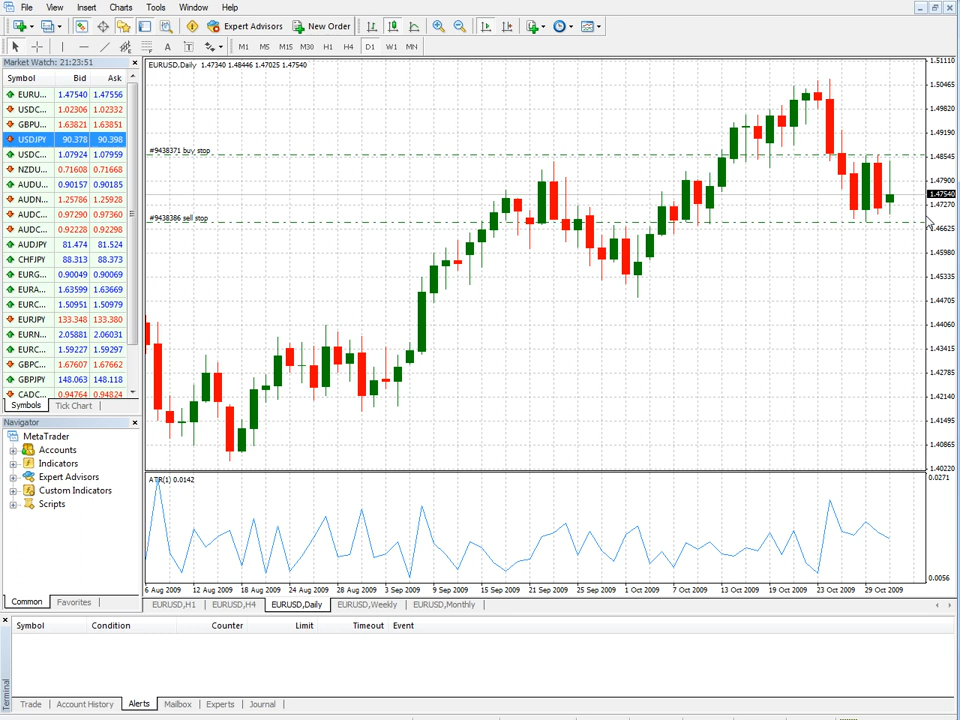 File View Insert Charts Tools Window Help
Expert Advisors New Order
A T M1 M5 M15 M30 H1 H4 D1 W1 MN
Market Watch: 21:23:51
Symbol Bid Ask
EURU... 1.47540 1.47556
USDC... 1.02306 1.02332
GBPU... 1.63821 1.63851
USDJPY 90.378 90.398
USDC... 1.07924 1.07959
NZDU... 0.71608 0.71668
AUDU... 0.90157 0.90185
AUDN... 1.25786 1.25928
AUDC... 0.97290 0.97360
AUDC... 0.92228 0.92298
AUDJPY 81.474 81.524
CHFJPY 88.313 88.373
EURG... 0.90049 0.90069
EURA... 1.63599 1.63669
EURC... 1.50951 1.50979
EURJPY 133.348 133.380
EURN... 2.05881 2.06031
EURC... 1.59227 1.59297
GBPC... 1.67607 1.67662
GBPJPY 148.063 148.118
CADC... 0.94764 0.94824
Symbols Tick Chart
Navigator
MetaTrader
Accounts
Indicators
Expert Advisors
Custom Indicators
Scripts
Common Favorites
EURUSD.Daily 1.47340 1.48446 1.47025 1.47540
#9438371 buy stop
#9438386 sell stop
1.51110
1.50465
1.49820
1.49190
1.48545
1.47900
1.47540
1.47270
1.46625
1.45980
1.45335
1.44705
1.44060
1.43415
1.42785
1.42140
1.41495
1.40865
1.40220
ATR(1) 0.0142
0.0271
0.0056
6 Aug 2009 12 Aug 2009 18 Aug 2009 24 Aug 2009 28 Aug 2009 3 Sep 2009 9 Sep 2009 15 Sep 2009 21 Sep 2009 25 Sep 2009 1 Oct 2009 7 Oct 2009 13 Oct 2009 19 Oct 2009 23 Oct 2009 29 Oct 2009
EURUSD,H1 EURUSD,H4 EURUSD,Daily EURUSD,Weekly EURUSD,Monthly
Symbol Condition Counter Limit Timeout Event
Terminal
Trade Account History Alerts Mailbox Experts Journal